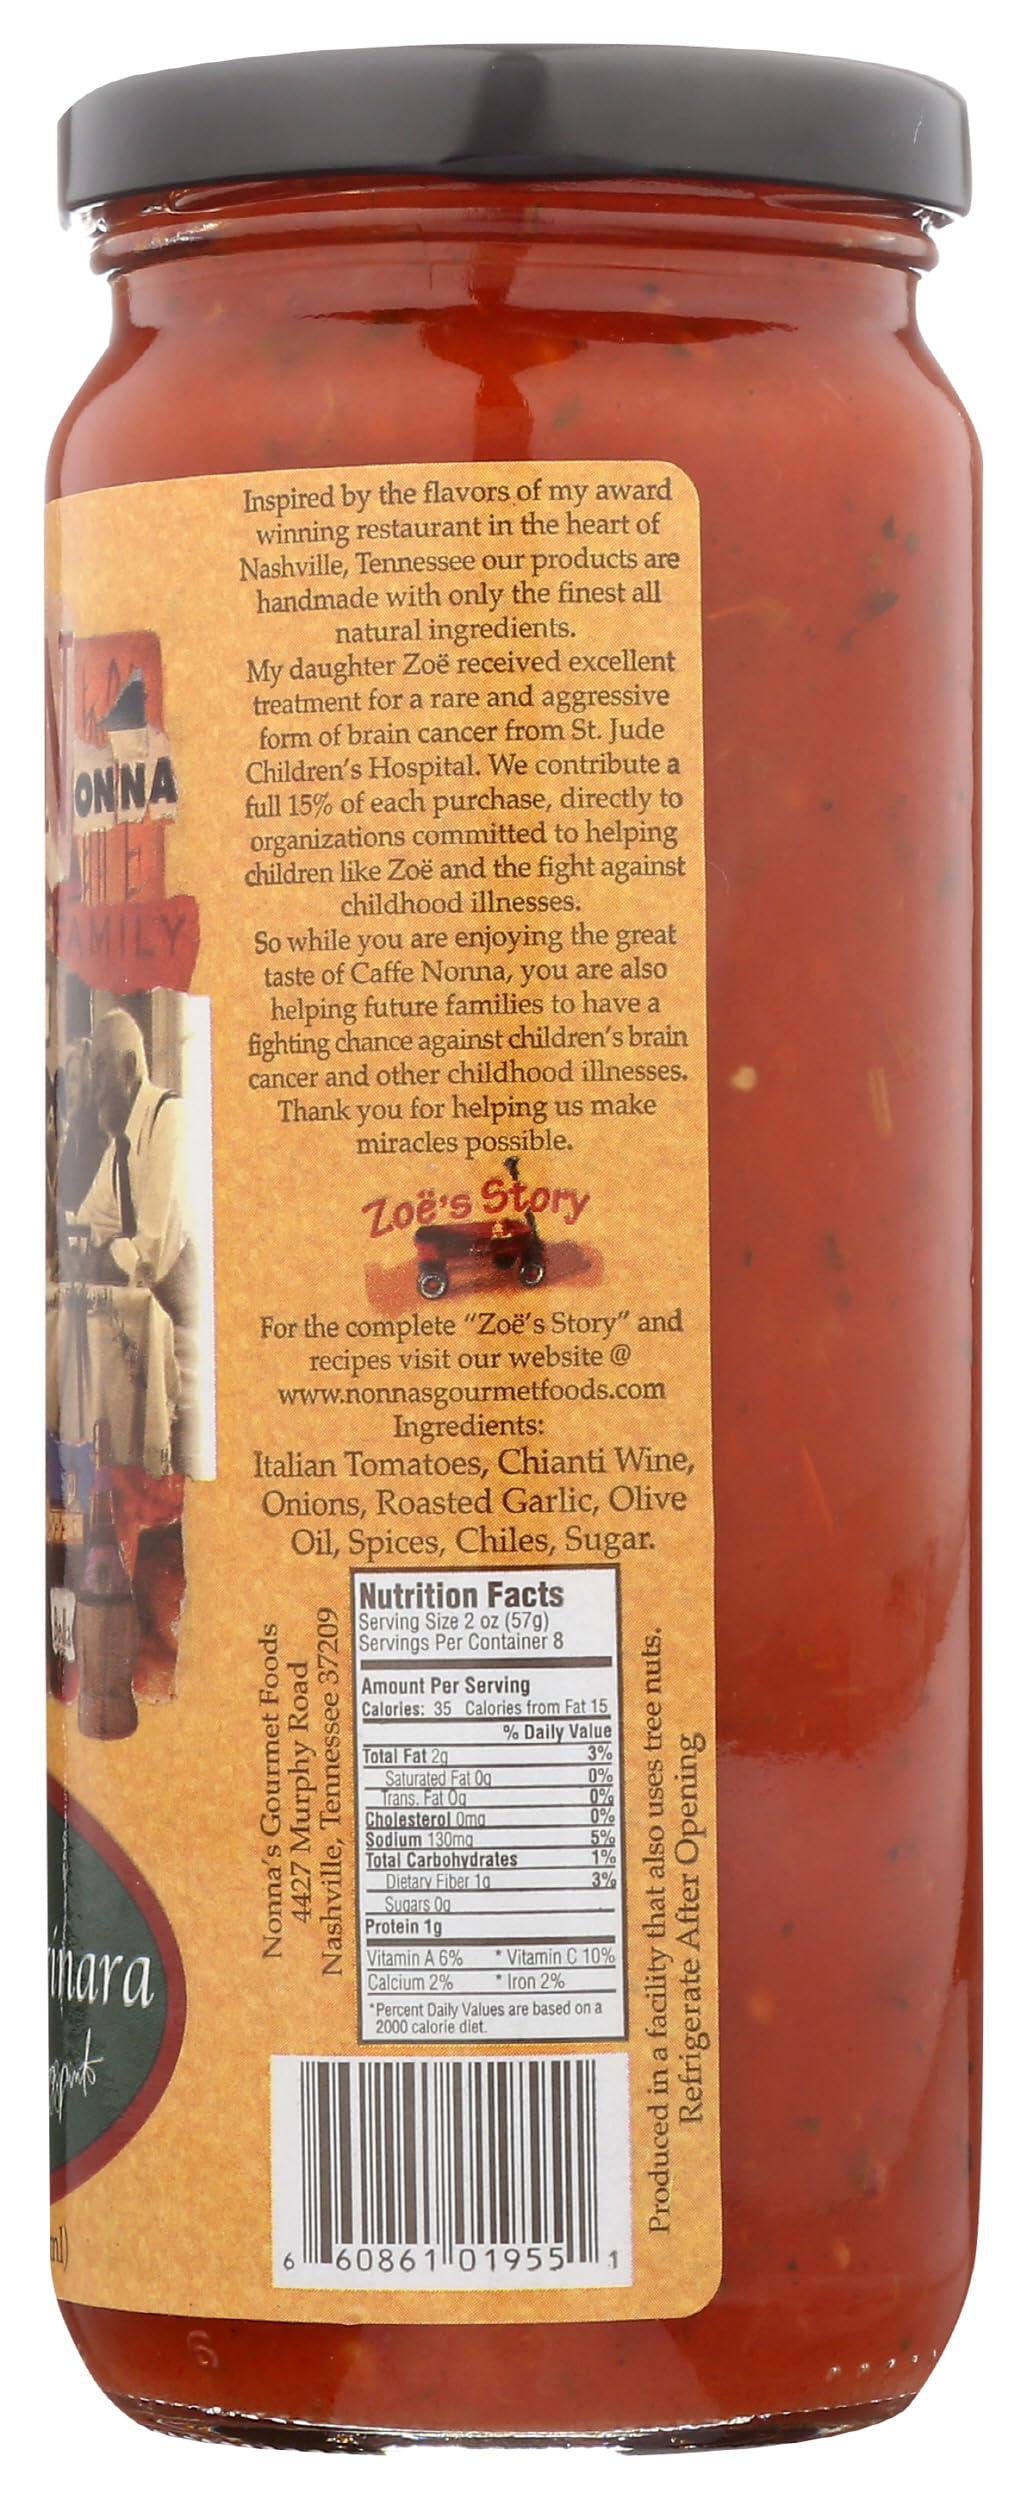 Inspired by the flavors of my award
winning restaurant in the heart of
Nashville, Tennessee our products are
handmade with only the finest all
natural ingredients.
My daughter Zoë received excellent
treatment for a rare and aggressive
form of brain cancer from St. Jude
Children's Hospital. We contribute a
full 15% of each purchase, directly to
organizations committed to helping
children like Zoë and the fight against
childhood illnesses.
So while you are enjoying the great
taste of Caffe Nonna, you are also
helping future families to have a
fighting chance against children's brain
cancer and other childhood illnesses.
Thank you for helping us make
miracles possible.
Zoë's Story
For the complete "Zoë's Story" and
recipes visit our website @
www.nonnasgourmetfoods.com
Ingredients:
Italian Tomatoes, Chianti Wine,
Onions, Roasted Garlic, Olive
Oil, Spices, Chiles, Sugar.
Nutrition Facts
Serving Size 2 oz (57g)
Servings Per Container 8
Amount Per Serving
Calories: 35 Calories from Fat 15
% Daily Value
Total Fat 2g 3%
Saturated Fat 0g 0%
Trans. Fat 0g 0%
Cholesterol 0mg 0%
Sodium 130mg 5%
Total Carbohydrates 1%
Dietary Fiber 1g 3%
Sugars 0g
Protein 1g
Vitamin A 6% * Vitamin C 10%
Calcium 2% * Iron 2%
*Percent Daily Values are based on a
2000 calorie diet.
Nonna's Gourmet Foods
4427 Murphy Road
Nashville, Tennessee 37209
Produced in a facility that also uses tree nuts.
Refrigerate After Opening
6 60861 01955 1
NONNA
FAMILY
inara
ml)